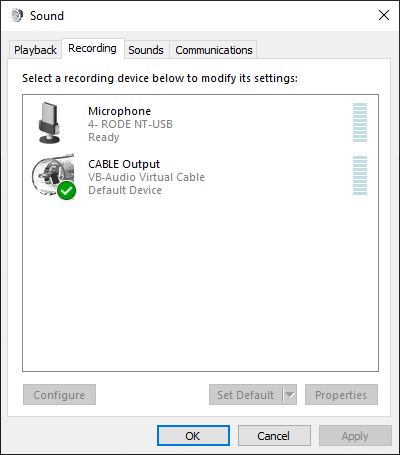 Sound
Playback Recording Sounds Communications
Select a recording device below to modify its settings:
Microphone
4- RODE NT-USB
Ready
CABLE Output
VB-Audio Virtual Cable
Default Device
Configure Set Default Properties
OK Cancel Apply